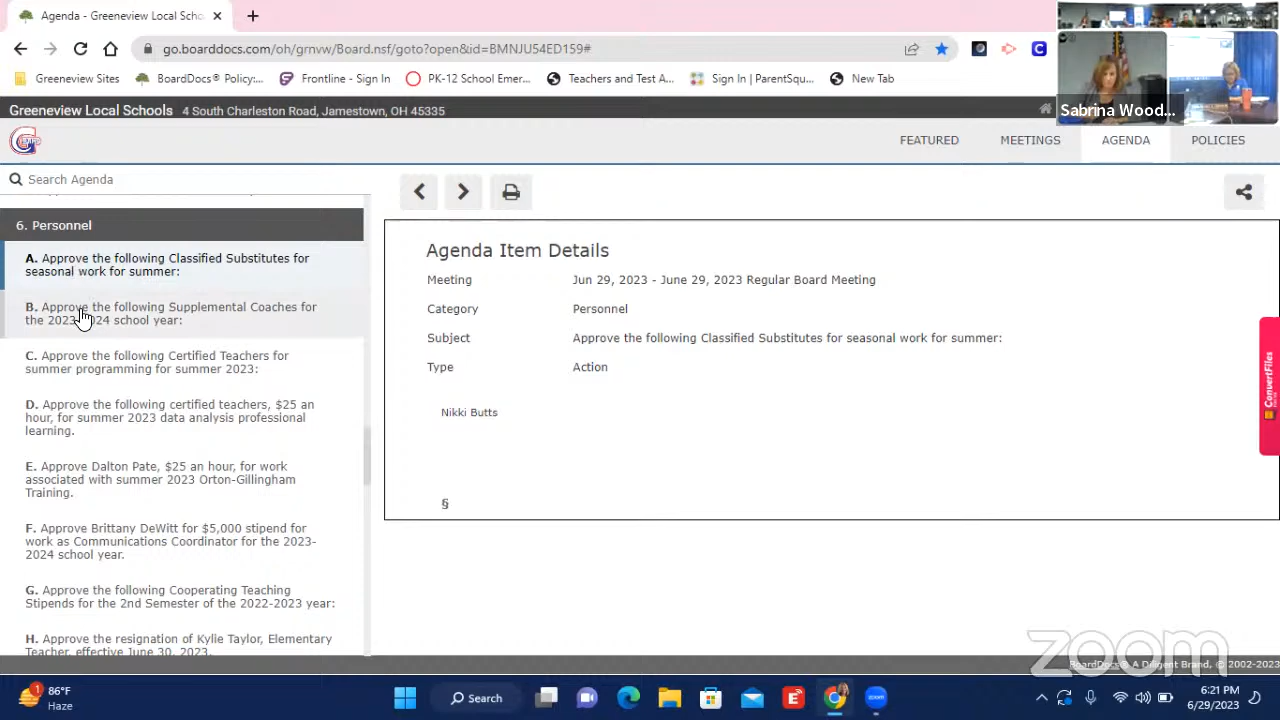 Agenda - Greeneview Local Scho
go.boarddocs.com/oh/grnvw/Board.nsf/goto?open&id=BMNJU54ED159#
Greeneview Sites
BoardDocs® Policy:...
Frontline - Sign In
PK-12 School Emer...
Teachers and Test A...
Sign In | ParentSqu...
New Tab
Sabrina Wood...
Greeneview Local Schools 4 South Charleston Road, Jamestown, OH 45335
FEATURED
MEETINGS
AGENDA
POLICIES
Search Agenda
6. Personnel
A. Approve the following Classified Substitutes for
seasonal work for summer:
B. Approve the following Supplemental Coaches for
the 2023-2024 school year:
C. Approve the following Certified Teachers for
summer programming for summer 2023:
D. Approve the following certified teachers, $25 an
hour, for summer 2023 data analysis professional
learning.
E. Approve Dalton Pate, $25 an hour, for work
associated with summer 2023 Orton-Gillingham
Training.
F. Approve Brittany DeWitt for $5,000 stipend for
work as Communications Coordinator for the 2023-
2024 school year.
G. Approve the following Cooperating Teaching
Stipends for the 2nd Semester of the 2022-2023 year:
H. Approve the resignation of Kylie Taylor, Elementary
Teacher, effective June 30, 2023.
Agenda Item Details
Meeting Jun 29, 2023 - June 29, 2023 Regular Board Meeting
Category Personnel
Subject Approve the following Classified Substitutes for seasonal work for summer:
Type Action
Nikki Butts
§
ConvertFiles
zoom
BoardDocs® A Diligent Brand, © 2002-2023
1
86°F
Haze
Search
6:21 PM
6/29/2023